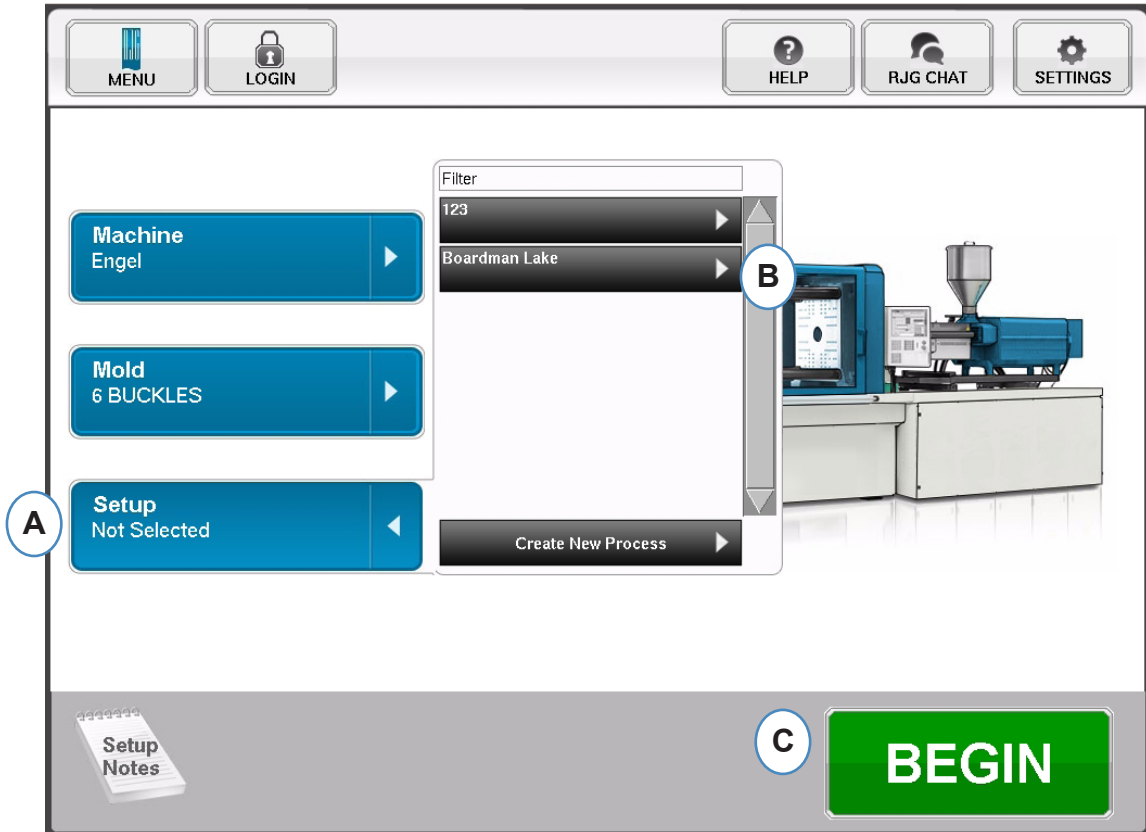 MENU
LOGIN
HELP
RJG CHAT
SETTINGS
Filter
123
Boardman Lake
B
Machine
Engel
Mold
6 BUCKLES
A
Setup
Not Selected
Create New Process
Setup
Notes
C
BEGIN